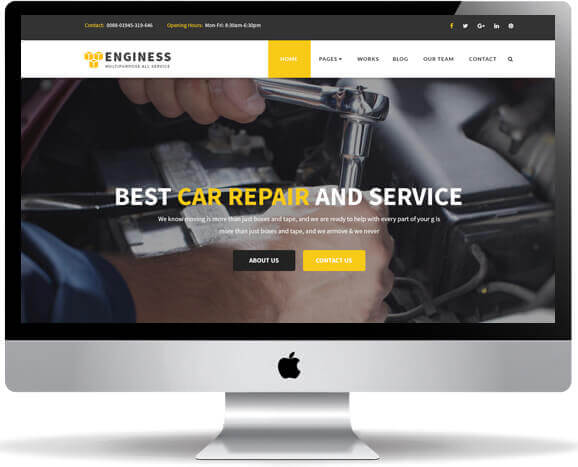 Contact: 0088-01945-319-646 Opening Hours: Mon-Fri: 8:30am-6:30pm
ENGINESS
MULTIPURPOSE ALL SERVICE
HOME PAGES WORKS BLOG OUR TEAM CONTACT
BEST CAR REPAIR AND SERVICE
We know moving is more than just boxes and tape, and we are ready to help with every part of your g is
more than just boxes and tape, and we armove & we never
ABOUT US CONTACT US